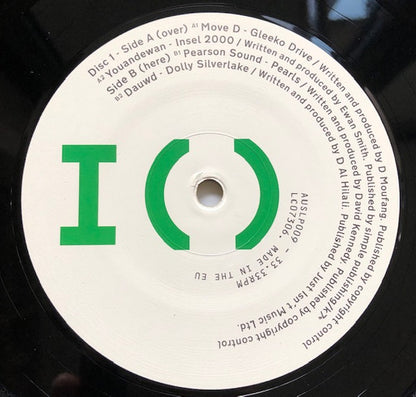 Disc 1 - Side A (over) A1 Move D - Gleeko Drive / Written and produced by D Moufang. Published by copyright control
A2 Youandewan - Insel 2000 / Written and produced by Ewan Smith. Published by simple publishing/k7
Side B (here) B1 Pearson Sound - Pearls / Written and produced by David Kennedy. Published by copyright control
B2 Dauwd - Dolly Silverlake / Written and produced by D Al Hilali. Published by Just Isn't Music Ltd.
I ( )
AUSLP009 - 33.33RPM
LC07306. MADE IN THE EU